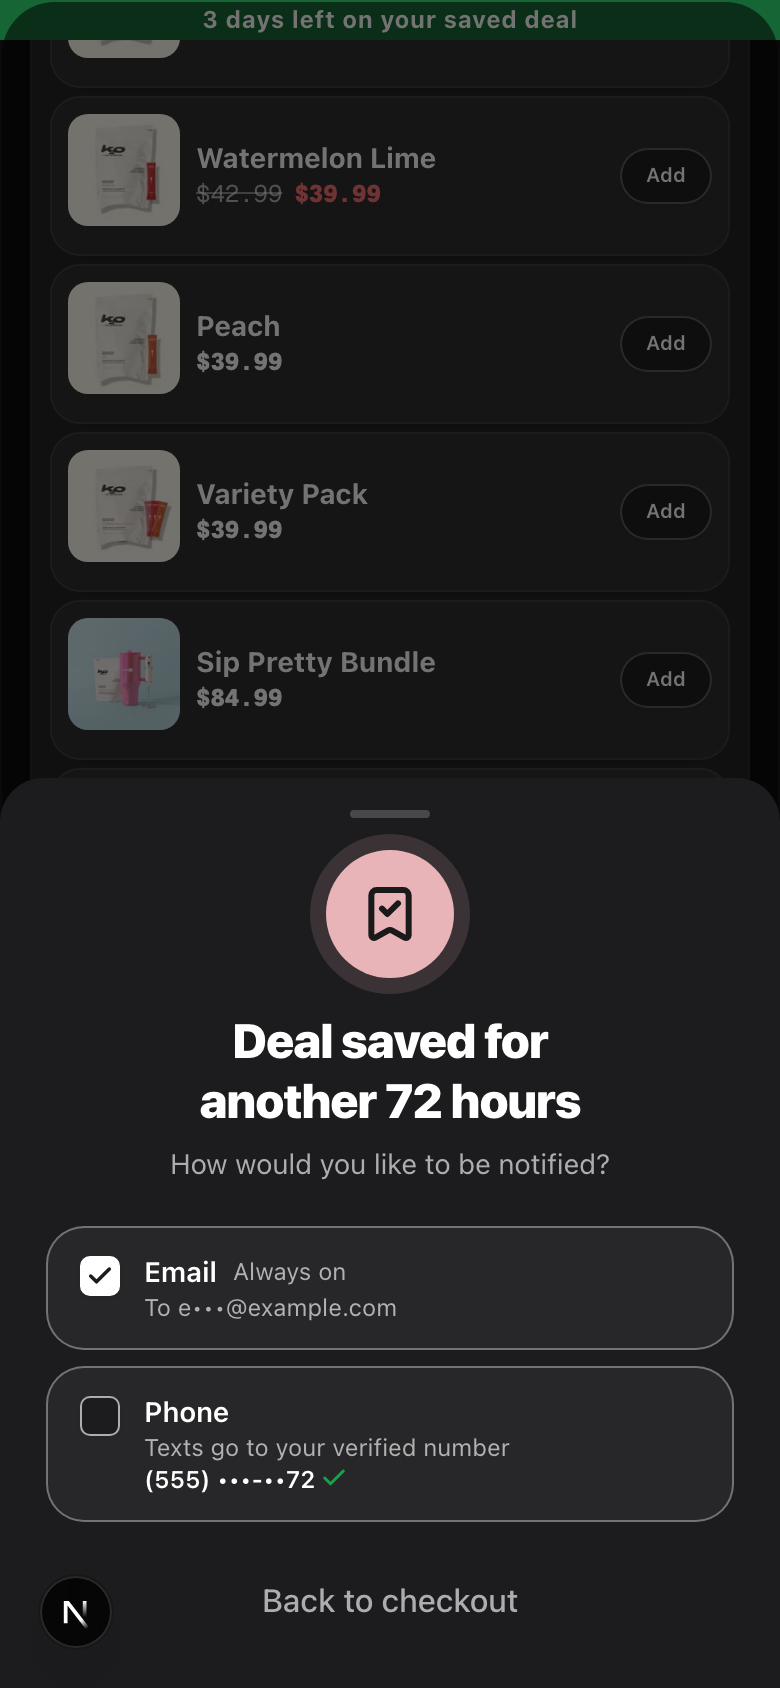 3 days left on your saved deal
Watermelon Lime
$42.99 $39.99
Add
Peach
$39.99
Add
Variety Pack
$39.99
Add
Sip Pretty Bundle
$84.99
Add
Deal saved for
another 72 hours
How would you like to be notified?
Email Always on
To e•••@example.com
Phone
Texts go to your verified number
(555) •••-••72
N
Back to checkout